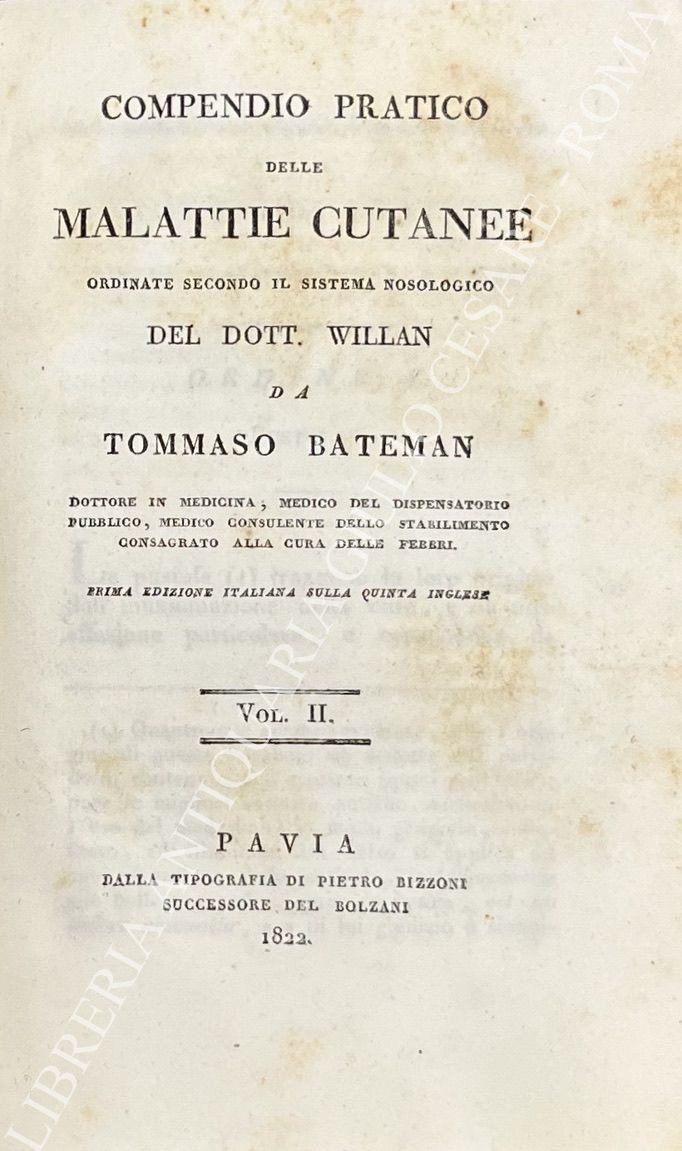 COMPENDIO PRATICO
DELLE
MALATTIE CUTANEE
ORDINATE SECONDO IL SISTEMA NOSOLOGICO
DEL DOTT. WILLAN
DA
TOMMASO BATEMAN
DOTTORE IN MEDICINA, MEDICO DEL DISPENSATORIO
PUBBLICO, MEDICO CONSULENTE DELLO STABILIMENTO
CONSAGRATO ALLA CURA DELLE FEBBRI.
PRIMA EDIZIONE ITALIANA SULLA QUINTA INGLESE
VOL. II.
PAVIA
DALLA TIPOGRAFIA DI PIETRO BIZZONI
SUCCESSORE DEL BOLZANI
1822.
LIBRERIA ANTIQUARIA GIULIO CESARE - ROMA